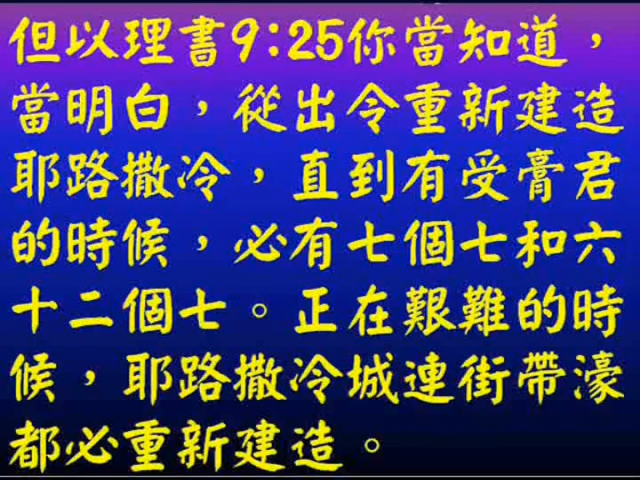 但以理書9:25你當知道，
當明白，從出令重新建造
耶路撒冷，直到有受膏君
的時候，必有七個七和六
十二個七。正在艱難的時
候，耶路撒冷城連街帶濠
都必重新建造。